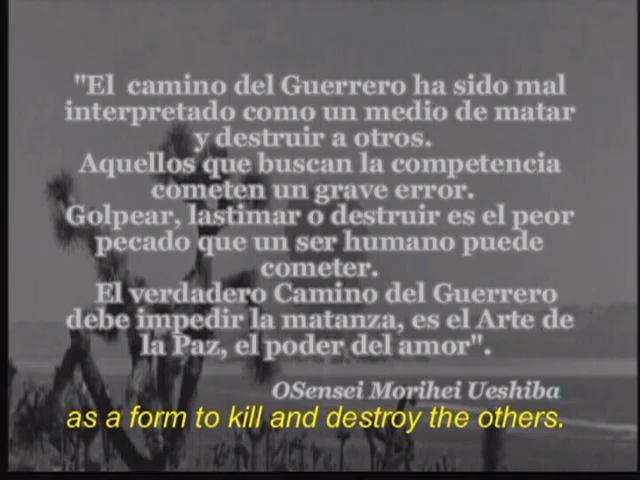 "El camino del Guerrero ha sido mal
interpretado como un medio de matar
y destruir a otros.
Aquellos que buscan la competencia
cometen un grave error.
Golpear, lastimar o destruir es el peor
pecado que un ser humano puede
cometer.
El verdadero Camino del Guerrero
debe impedir la matanza, es el Arte de
la Paz, el poder del amor".
OSensei Morihei Ueshiba
as a form to kill and destroy the others.